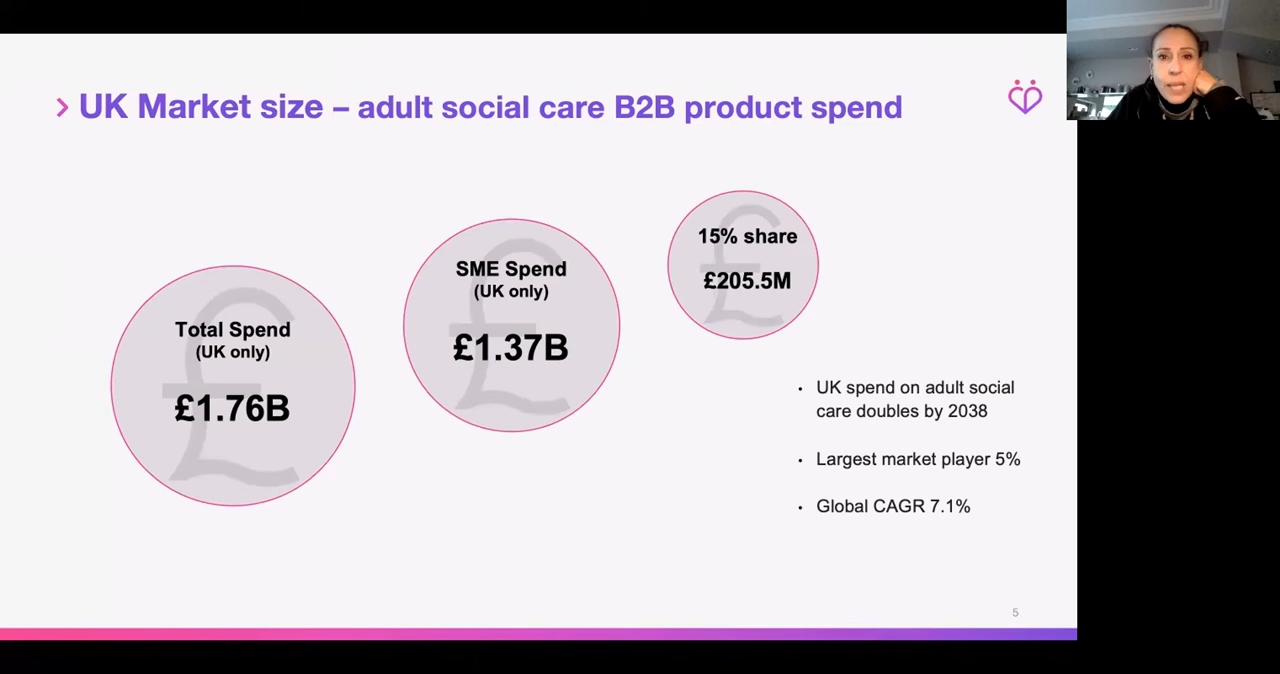 UK Market size – adult social care B2B product spend
Total Spend
(UK only)
£1.76B
SME Spend
(UK only)
£1.37B
15% share
£205.5M
• UK spend on adult social
care doubles by 2038
• Largest market player 5%
• Global CAGR 7.1%
5